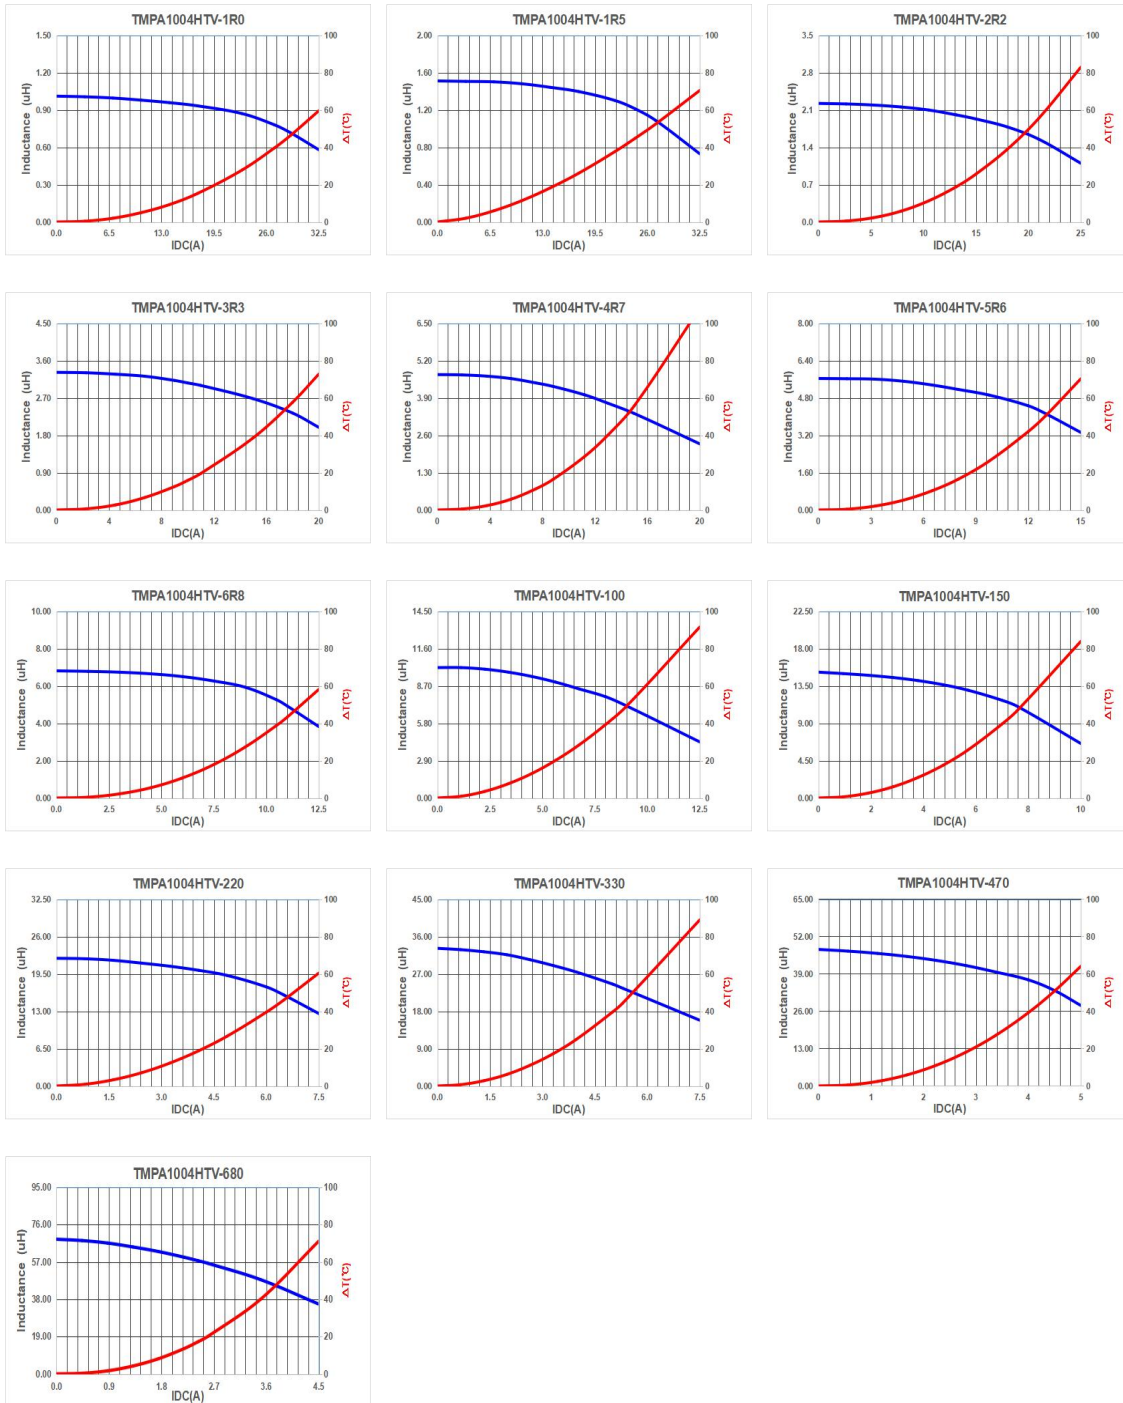 TMPA1004HTV-1R0
1.50
1.20
0.90
0.60
0.30
0.00
100
80
60
40
20
0
0.0 6.5 13.0 19.5 26.0 32.5
Inductance (uH)
ΔT(℃)
IDC(A)
TMPA1004HTV-1R5
2.00
1.60
1.20
0.80
0.40
0.00
100
80
60
40
20
0
0.0 6.5 13.0 19.5 26.0 32.5
Inductance (uH)
ΔT(℃)
IDC(A)
TMPA1004HTV-2R2
3.5
2.8
2.1
1.4
0.7
0.00
100
80
60
40
20
0
0 5 10 15 20 25
Inductance (uH)
ΔT(℃)
IDC(A)
TMPA1004HTV-3R3
4.50
3.60
2.70
1.80
0.90
0.00
100
80
60
40
20
0
0 4 8 12 16 20
Inductance (uH)
ΔT(℃)
IDC(A)
TMPA1004HTV-4R7
6.50
5.20
3.90
2.60
1.30
0.00
100
80
60
40
20
0
0 4 8 12 16 20
Inductance (uH)
ΔT(℃)
IDC(A)
TMPA1004HTV-5R6
8.00
6.40
4.80
3.20
1.60
0.00
100
80
60
40
20
0
0 3 6 9 12 15
Inductance (uH)
ΔT(℃)
IDC(A)
TMPA1004HTV-6R8
10.00
8.00
6.00
4.00
2.00
0.00
100
80
60
40
20
0
0.0 2.5 5.0 7.5 10.0 12.5
Inductance (uH)
ΔT(℃)
IDC(A)
TMPA1004HTV-100
14.50
11.60
8.70
5.80
2.90
0.00
100
80
60
40
20
0
0.0 2.5 5.0 7.5 10.0 12.5
Inductance (uH)
ΔT(℃)
IDC(A)
TMPA1004HTV-150
22.50
18.00
13.50
9.00
4.50
0.00
100
80
60
40
20
0
0 2 4 6 8 10
Inductance (uH)
ΔT(℃)
IDC(A)
TMPA1004HTV-220
32.50
26.00
19.50
13.00
6.50
0.00
100
80
60
40
20
0
0.0 1.5 3.0 4.5 6.0 7.5
Inductance (uH)
ΔT(℃)
IDC(A)
TMPA1004HTV-330
45.00
36.00
27.00
18.00
9.00
0.00
100
80
60
40
20
0
0.0 1.5 3.0 4.5 6.0 7.5
Inductance (uH)
ΔT(℃)
IDC(A)
TMPA1004HTV-470
65.00
52.00
39.00
26.00
13.00
0.00
100
80
60
40
20
0
0 1 2 3 4 5
Inductance (uH)
ΔT(℃)
IDC(A)
TMPA1004HTV-680
95.00
76.00
57.00
38.00
19.00
0.00
100
80
60
40
20
0
0.0 0.9 1.8 2.7 3.6 4.5
Inductance (uH)
ΔT(℃)
IDC(A)